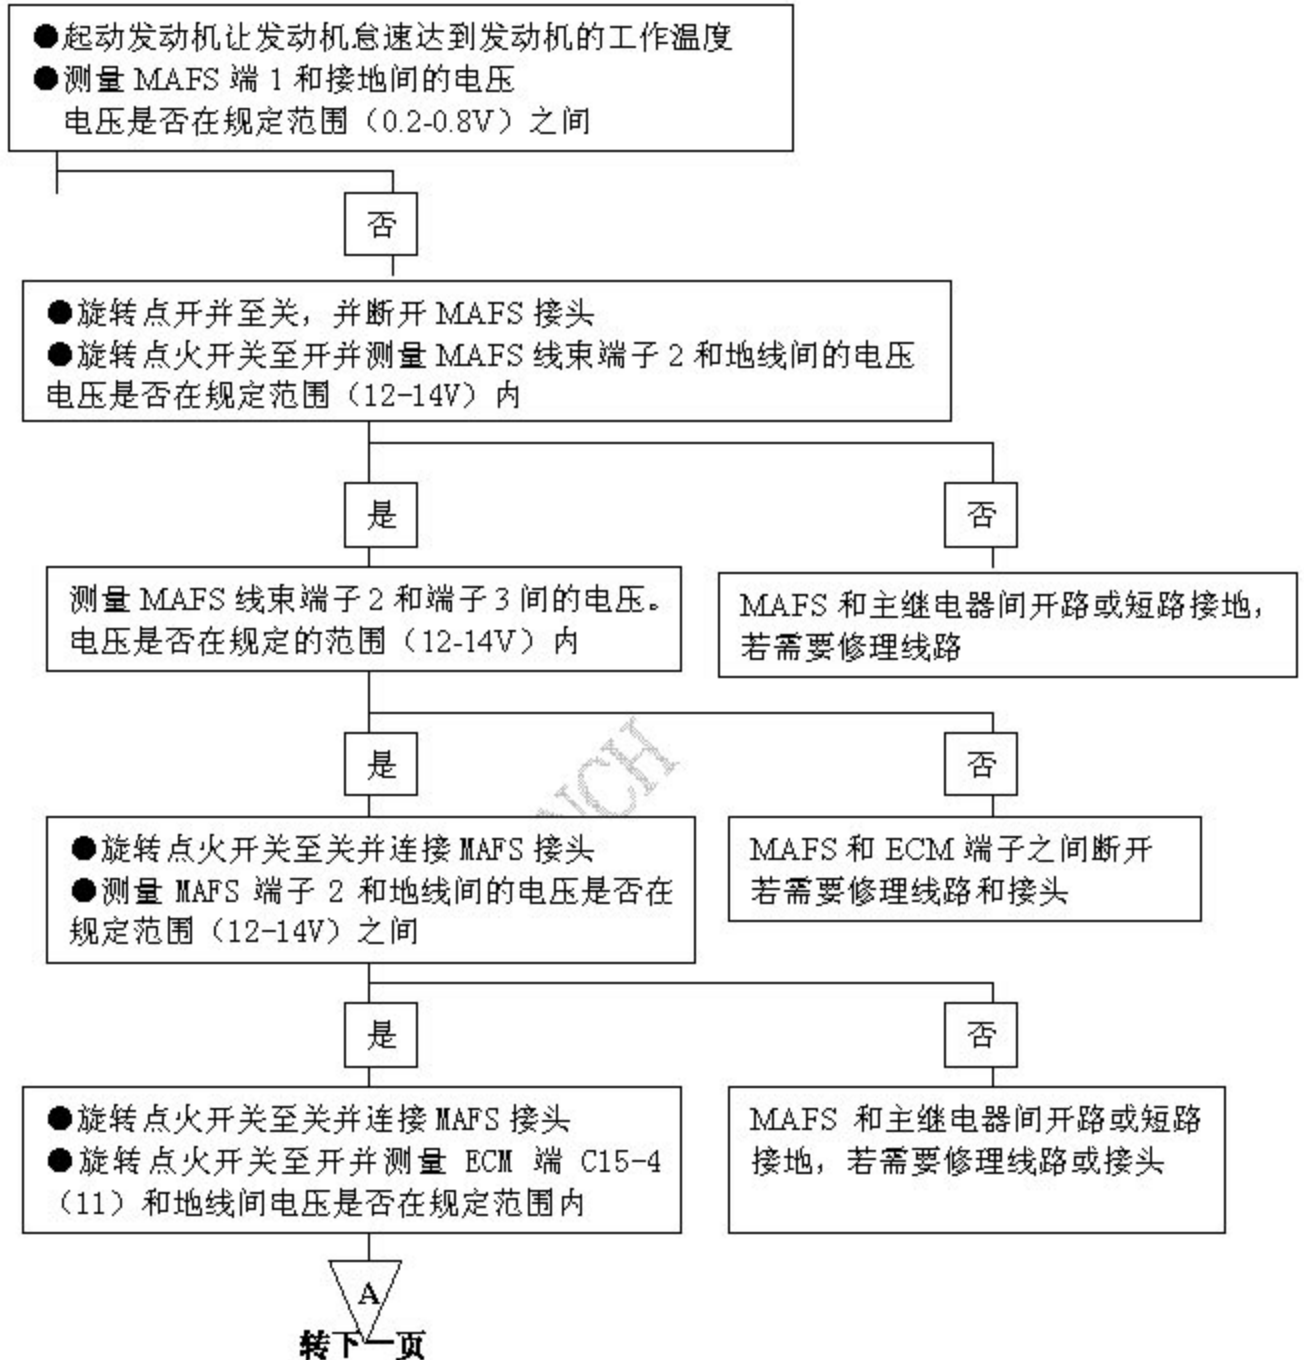 ●起动发动机让发动机怠速达到发动机的工作温度
●测量 MAFS 端 1 和接地间的电压
电压是否在规定范围（0.2-0.8V）之间
否
●旋转点开并至关，并断开 MAFS 接头
●旋转点火开关至开并测量 MAFS 线束端子 2 和地线间的电压
电压是否在规定范围（12-14V）内
是
否
测量 MAFS 线束端子 2 和端子 3 间的电压。
电压是否在规定的范围（12-14V）内
MAFS 和主继电器间开路或短路接地，
若需要修理线路
是
否
●旋转点火开关至关并连接 MAFS 接头
●测量 MAFS 端子 2 和地线间的电压是否在
规定范围（12-14V）之间
MAFS 和 ECM 端子之间断开
若需要修理线路和接头
是
否
●旋转点火开关至关并连接 MAFS 接头
●旋转点火开关至开并测量 ECM 端 C15-4
（11）和地线间电压是否在规定范围内
MAFS 和主继电器间开路或短路
接地，若需要修理线路或接头
A
转下一页